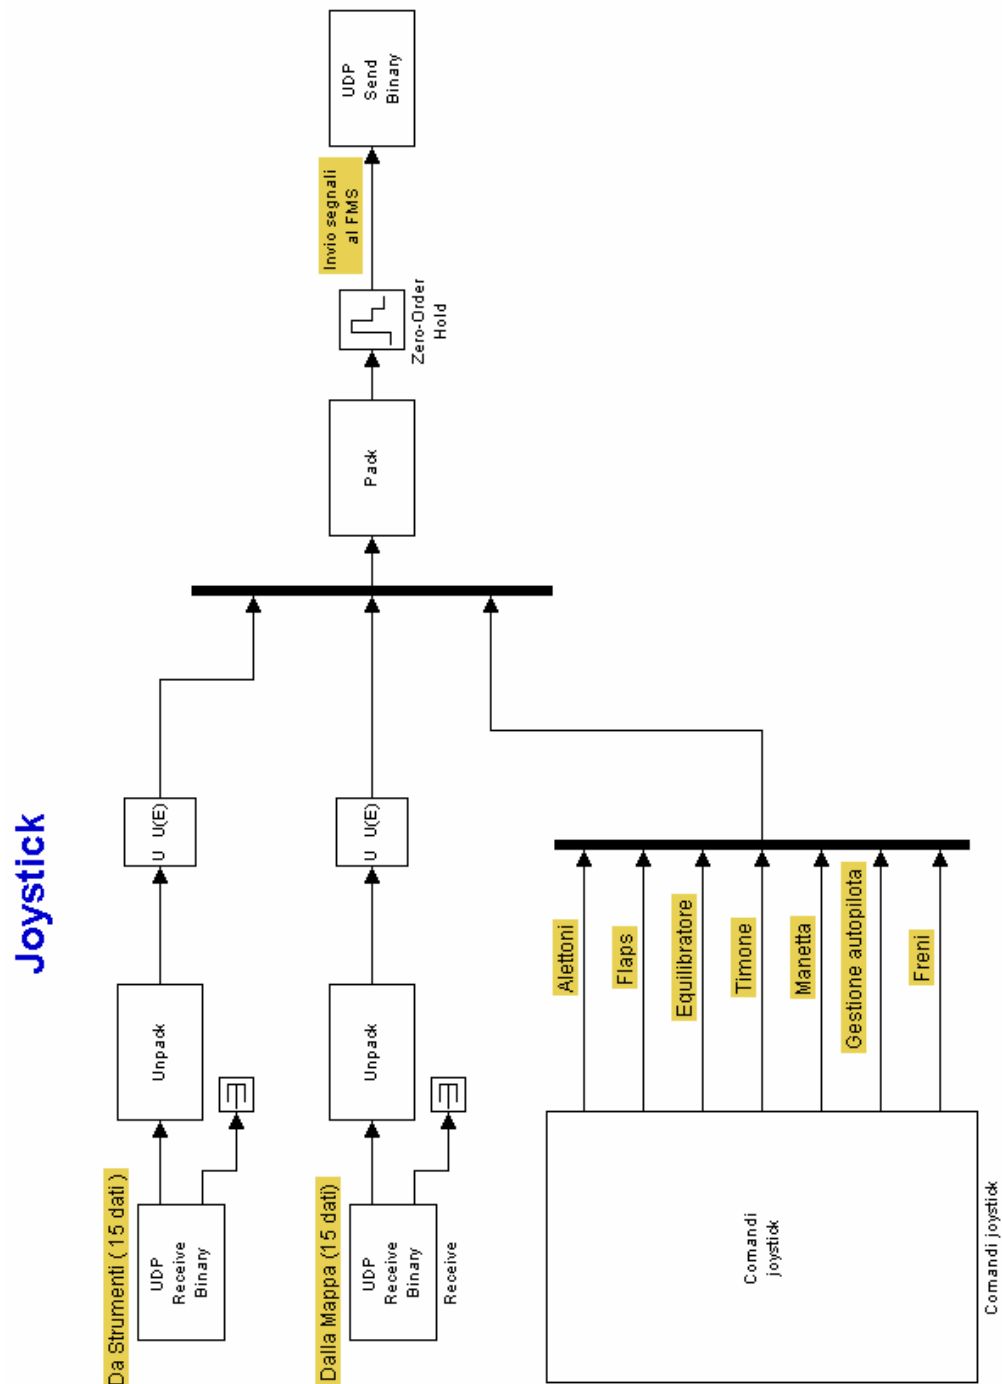 Joystick
Da Strumenti ( 15 dati )
UDP
Receive
Binary
Unpack
U U(E)
Dalla Mappa (15 dati)
UDP
Receive
Binary
Receive
Unpack
U U(E)
Comandi
joystick
Comandi joystick
Alettoni
Flaps
Equilibratore
Timone
Manetta
Gestione autopilota
Freni
Pack
Zero-Order
Hold
Invio segnali
al FMS
UDP
Send
Binary